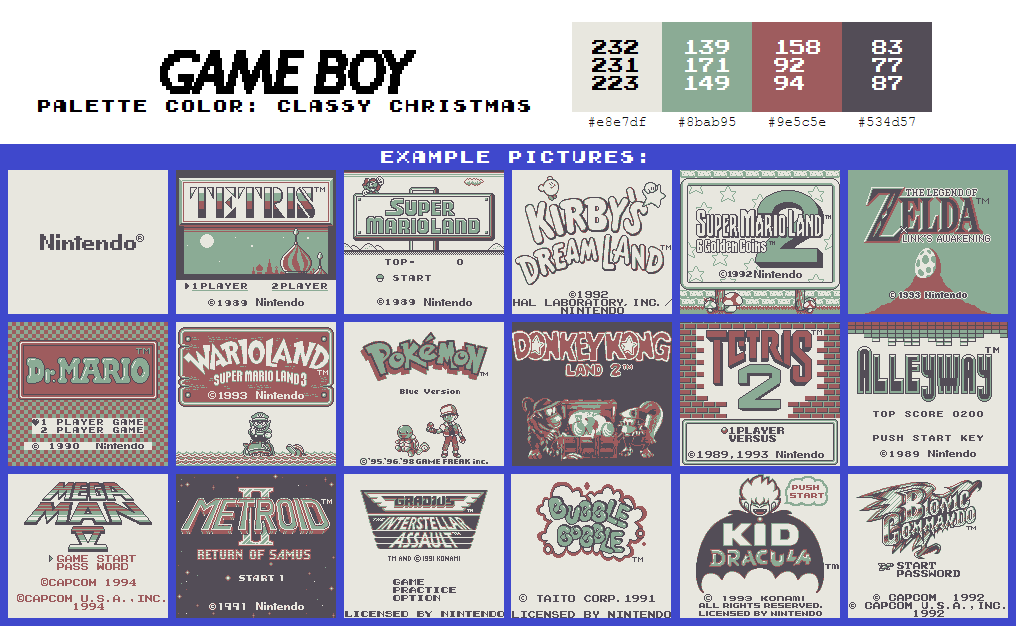 GAME BOY
PALETTE COLOR: CLASSY CHRISTMAS
232
231
223
139
171
149
158
92
94
83
77
87
#e8e7df #8bab95 #9e5c5e #534d57
EXAMPLE PICTURES:
Nintendo®
TETRIS™
1PLAYER 2PLAYER
©1989 Nintendo
SUPER
MARIOLAND
TOP- 0
START
©1989 Nintendo
KIRBY'S
DREAM LAND™
©1992
HAL LABORATORY, INC. /
NINTENDO
SUPER MARIO LAND 2™
6 Golden Coins™
©1992 Nintendo
THE LEGEND OF
ZELDA™
LINK'S AWAKENING
© 1993 Nintendo
DR. MARIO™
1 PLAYER GAME
2 PLAYER GAME
© 1990 Nintendo
WARIOLAND
SUPER MARIO LAND 3™
©1993 Nintendo
POKéMON™
Blue Version
©'95.'96.'98 GAME FREAK inc.
DONKEY KONG
LAND 2™
TETRIS™
2
1PLAYER
VERSUS
©1989,1993 Nintendo
ALLEYWAY™
TOP SCORE 0200
PUSH START KEY
©1989 Nintendo
MEGA
MAN
IV
GAME START
PASS WORD
©CAPCOM 1994
©CAPCOM U.S.A.,INC.
1994
METROID™
II
RETURN OF SAMUS
START 1
©1991 Nintendo
GRADIUS
THE INTERSTELLAR
ASSAULT™
TM AND ©1991 KONAMI
GAME
PRACTICE
OPTION
LICENSED BY NINTENDO
BUBBLE
BOBBLE™
© TAITO CORP. 1991
LICENSED BY NINTENDO
PUSH
START
KID
DRACULA™
© 1993 KONAMI
ALL RIGHTS RESERVED.
LICENSED BY NINTENDO
BIONIC
COMMANDO™
START
PASSWORD
© CAPCOM 1992
© CAPCOM U.S.A., INC.
1992